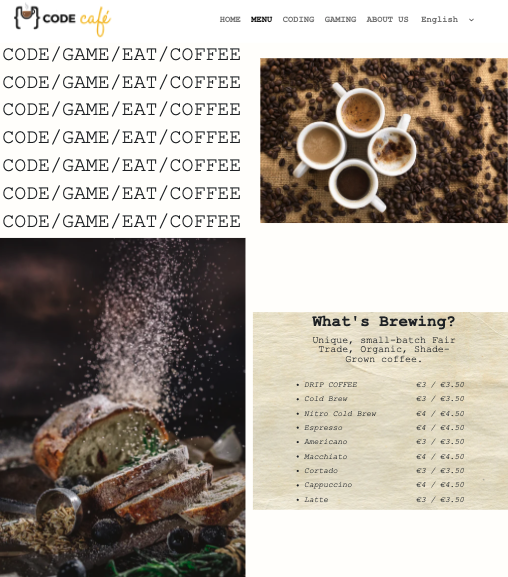 CODE café
HOME MENU CODING GAMING ABOUT US English
CODE/GAME/EAT/COFFEE
CODE/GAME/EAT/COFFEE
CODE/GAME/EAT/COFFEE
CODE/GAME/EAT/COFFEE
CODE/GAME/EAT/COFFEE
CODE/GAME/EAT/COFFEE
CODE/GAME/EAT/COFFEE
What's Brewing?
Unique, small-batch Fair
Trade, Organic, Shade-
Grown coffee.
• DRIP COFFEE €3 / €3.50
• Cold Brew €3 / €3.50
• Nitro Cold Brew €4 / €4.50
• Espresso €4 / €4.50
• Americano €3 / €3.50
• Macchiato €4 / €4.50
• Cortado €3 / €3.50
• Cappuccino €4 / €4.50
• Latte €3 / €3.50